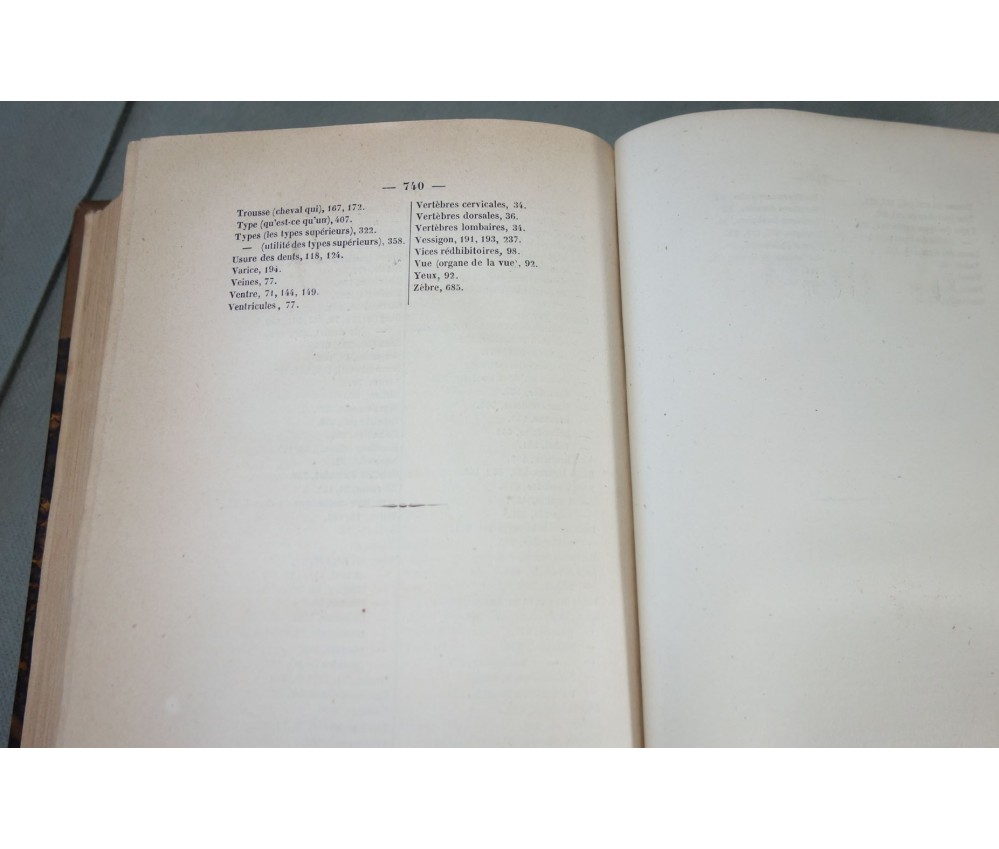 — 740 —
Trousse (cheval qui), 167, 172.
Type (qu'est-ce qu'un), 407.
Types (les types supérieurs), 322.
— (utilité des types supérieurs), 358.
Usure des dents, 118, 124.
Varice, 194.
Veines, 77.
Ventre, 71, 144, 149.
Ventricules, 77.
Vertèbres cervicales, 34.
Vertèbres dorsales, 36.
Vertèbres lombaires, 34.
Vessigon, 191, 193, 237.
Vices rédhibitoires, 98.
Vue (organe de la vue), 92.
Yeux, 92.
Zèbre, 685.